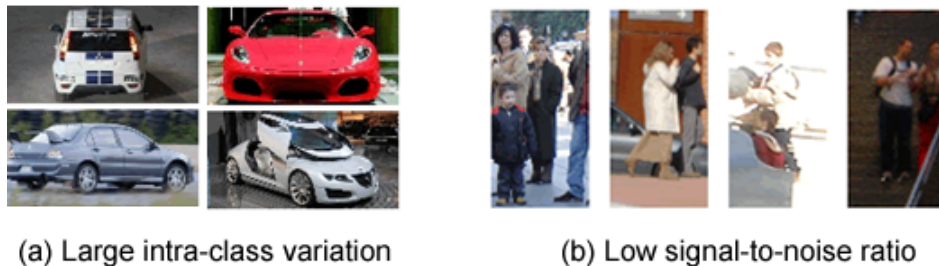 (a) Large intra-class variation
(b) Low signal-to-noise ratio